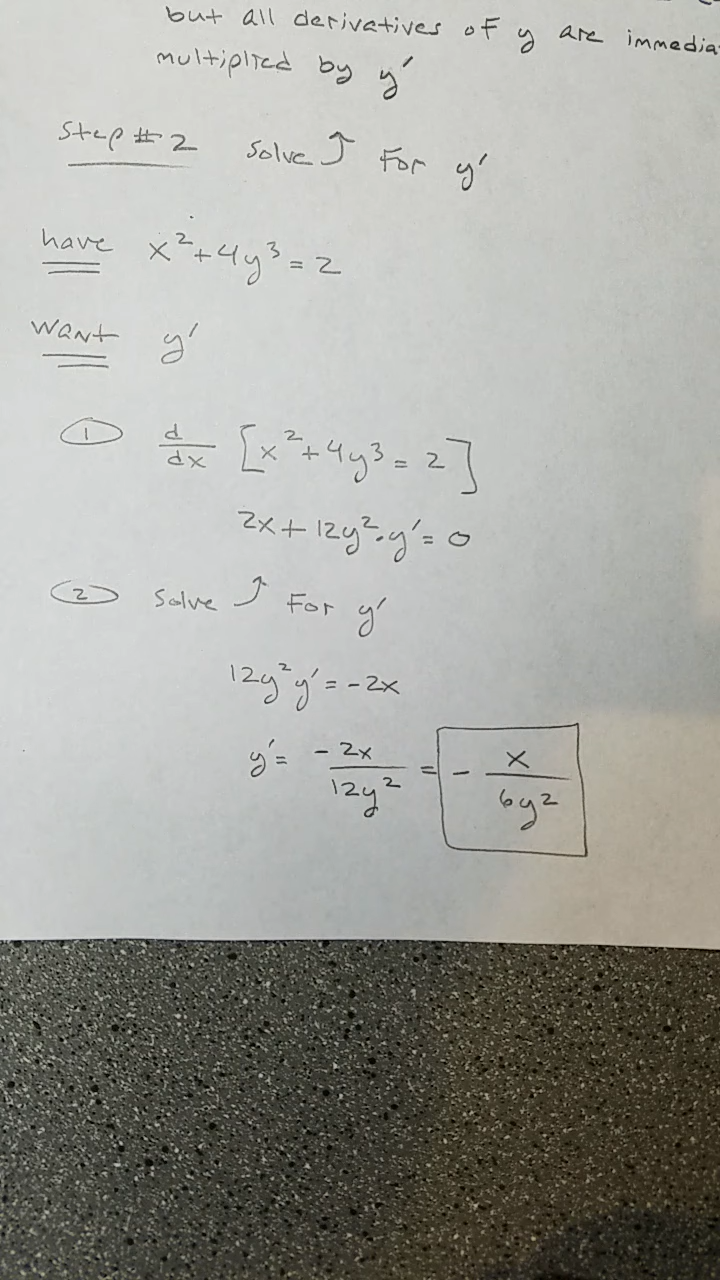 but all derivatives of y are
multiplied by y'
Step #2 Solve ⤴ For y'
have x²+4y³=2
Want y'
① d/dx [x²+4y³=2]
2x+12y²·y'=0
② Solve ⤴ For y'
12y²y'=-2x
y'= -2x/12y² = - x/6y²